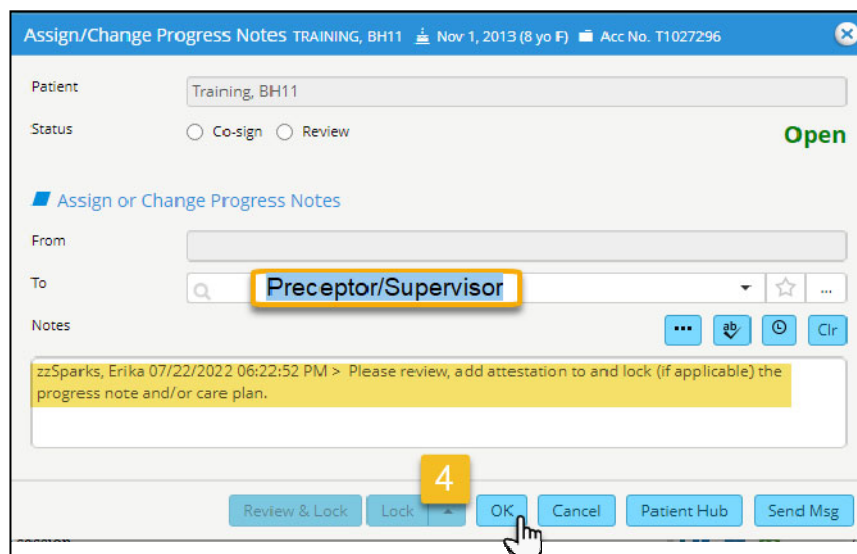 Assign/Change Progress Notes TRAINING, BH11 Nov 1, 2013 (8 yo F) Acc No. T1027296
Patient
Training, BH11
Status
Co-sign Review
Open
Assign or Change Progress Notes
From
To
Preceptor/Supervisor
...
Notes
Clr
zzSparks, Erika 07/22/2022 06:22:52 PM > Please review, add attestation to and lock (if applicable) the
progress note and/or care plan.
4
Review & Lock Lock OK Cancel Patient Hub Send Msg